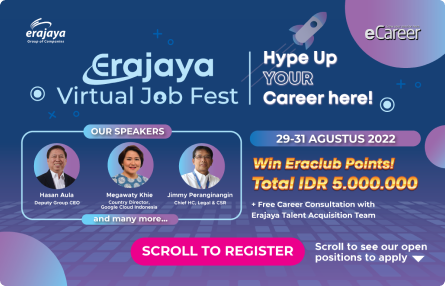 erajaya
Group of Companies
eCareer
Erajaya
Virtual Job Fest
Hype Up
YOUR
Career here!
OUR SPEAKERS
Hasan Aula
Deputy Group CEO
Megawaty Khie
Country Director,
Google Cloud Indonesia
Jimmy Peranginangin
Chief HC, Legal & CSR
and many more...
29-31 AGUSTUS 2022
Win Eraclub Points!
Total IDR 5.000.000
+ Free Career Consultation with
Erajaya Talent Acquisition Team
SCROLL TO REGISTER
Scroll to see our open
positions to apply